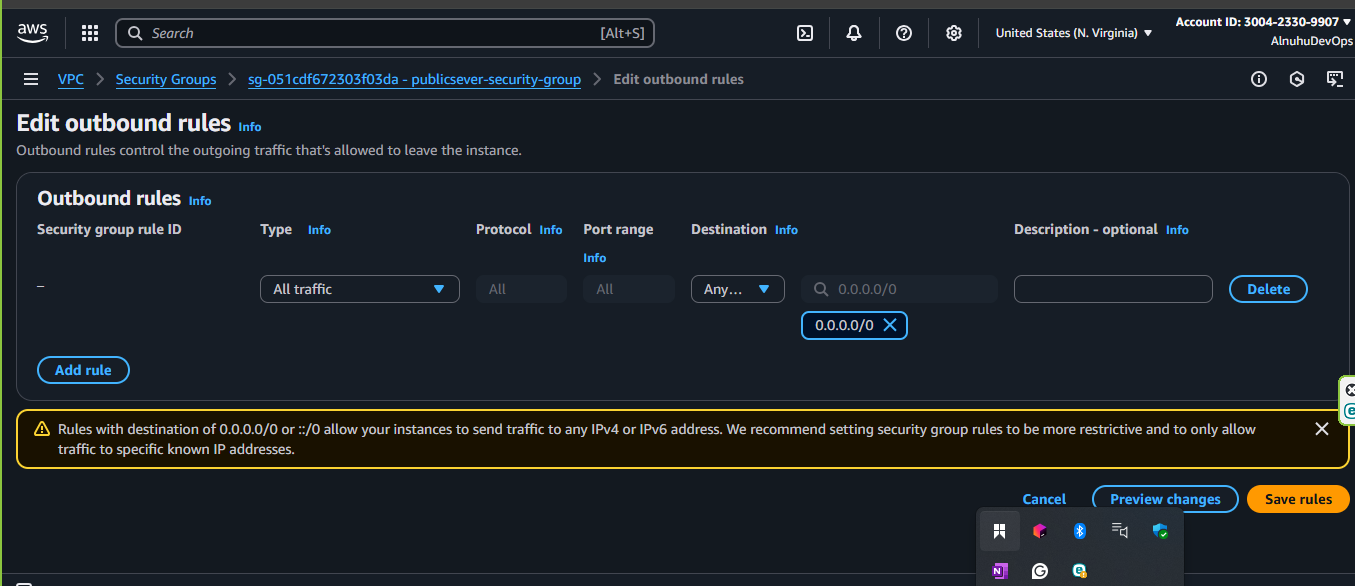 aws
Search
[Alt+S]
United States (N. Virginia)
Account ID: 3004-2330-9907
AlnuhuDevOps
VPC
Security Groups
sg-051cdf672303f03da - publicsever-security-group
Edit outbound rules
Edit outbound rules Info
Outbound rules control the outgoing traffic that's allowed to leave the instance.
Outbound rules Info
Security group rule ID
Type Info
Protocol Info
Port range
Info
Destination Info
Description - optional Info
–
All traffic
All
All
Any...
0.0.0.0/0
Delete
0.0.0.0/0
Add rule
Rules with destination of 0.0.0.0/0 or ::/0 allow your instances to send traffic to any IPv4 or IPv6 address. We recommend setting security group rules to be more restrictive and to only allow
traffic to specific known IP addresses.
Cancel
Preview changes
Save rules